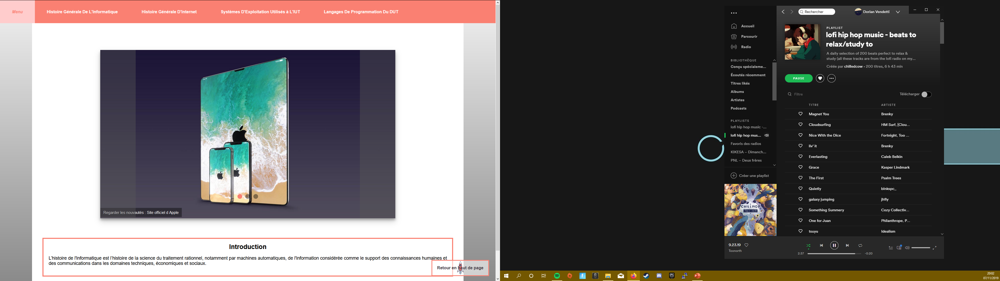 Menu
Histoire Générale De L'Informatique
Histoire Générale D'Internet
Systèmes D'Exploitation Utilisés à L'IUT
Langages De Programmation Du DUT
Regarder les nouvautés : Site officiel d Apple
Introduction
L'histoire de l'informatique est l'histoire de la science du traitement rationnel, notamment par machines automatiques, de l'information considérée comme le support des connaissances humaines et
des communications dans les domaines techniques, économiques et sociaux.
Retour en haut de page
Rechercher
Dorian Vendetti
Accueil
Parcourir
Radio
BIBLIOTHÈQUE
Conçu spécialeme...
Écoutés récemment
Titres likés
Albums
Artistes
Podcasts
PLAYLISTS
lofi hip hop music -...
lofi hip hop mus...
Favoris des radios
KIKESA – Dimanch...
PNL – Deux frères
Créer une playlist
CHILLHOP
PLAYLIST
lofi hip hop music - beats to
relax/study to
A daily selection of 200 beats perfect to relax &
study (all these tracks are from the lofi radio on my...
Créée par chilledcow • 200 titres, 6 h 43 min
PAUSE
Filtre
Télécharger
TITRE ARTISTE
Magnet You Brenky
Cloudsurfing HM Surf, [Clou...
Nice With the Dice Fortnight, Too ...
liv' it Brenky
Everlasting Caleb Belkin
Grace Kasper Lindmark
The First Psalm Trees
Quietly blnkspc_
galaxy jumping jhfly
Something Summery Cozy Collectiv...
One for Juan Philanthrope, P...
tsuyu Idealism
9.23.19
Toonorth
2:37
-0:20
EPIC
20:02
07/11/2019